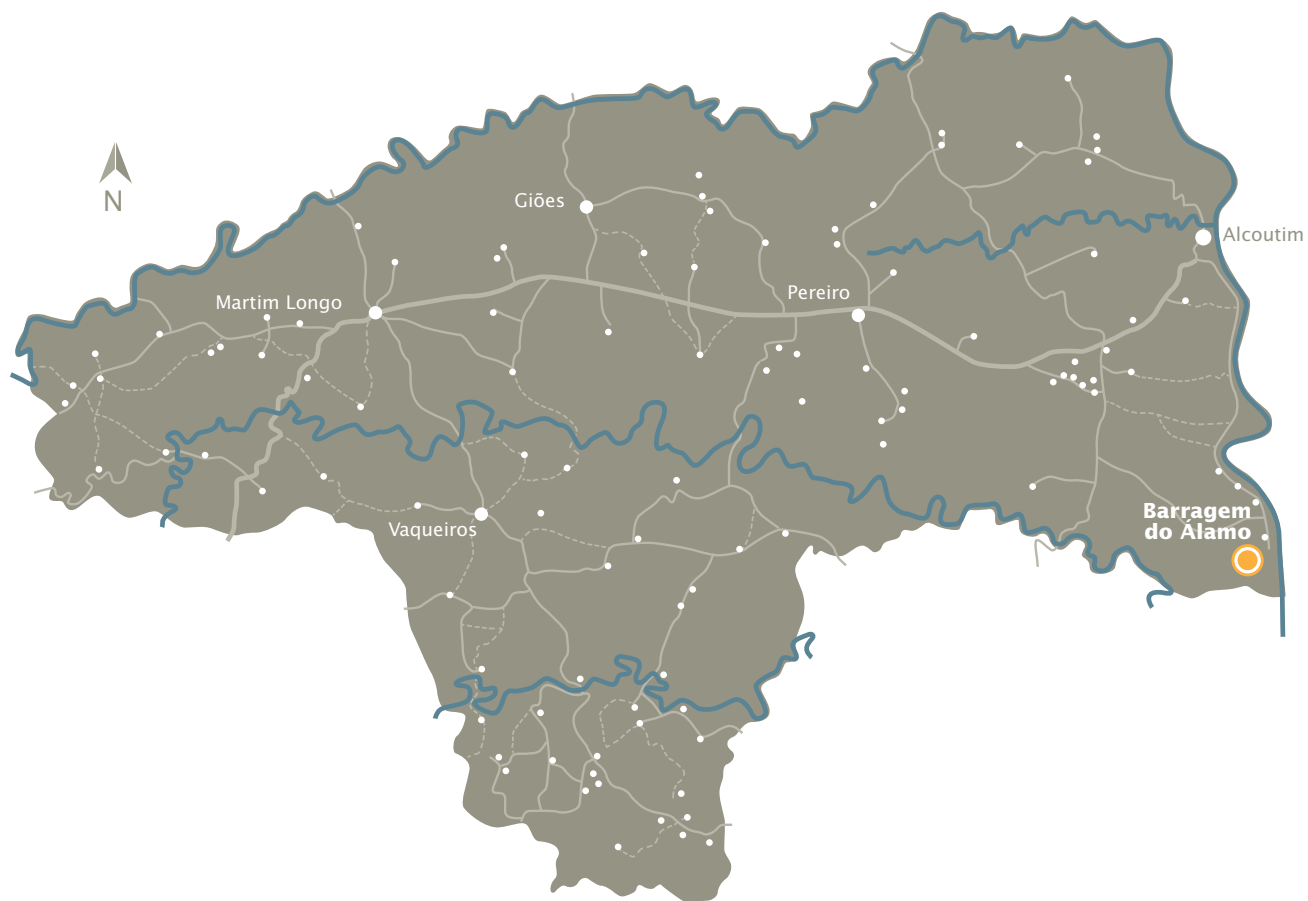 N
Giões
Alcoutim
Martim Longo
Pereiro
Vaqueiros
Barragem
do Álamo